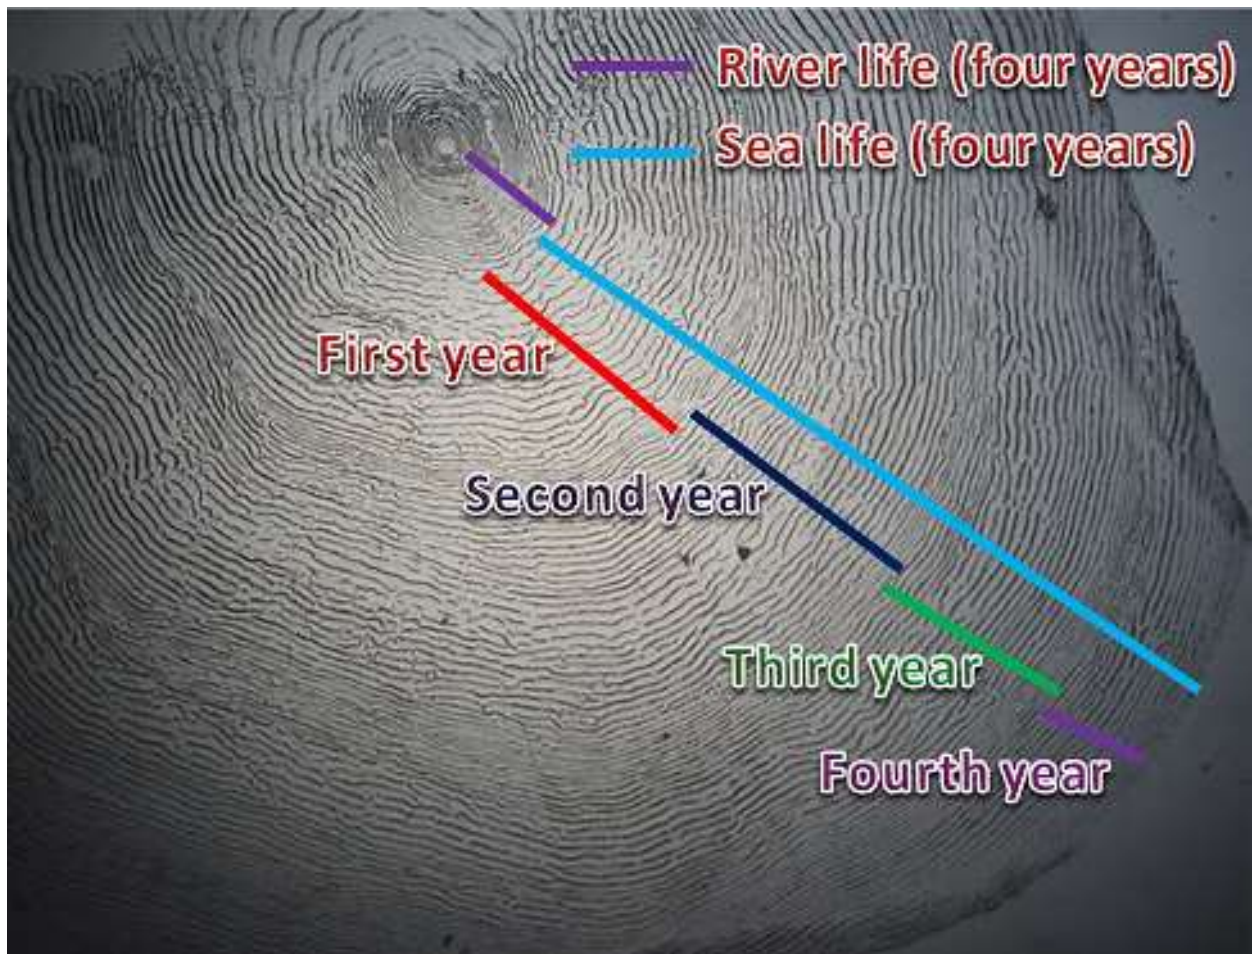 River life (four years)
Sea life (four years)
First year
Second year
Third year
Fourth year